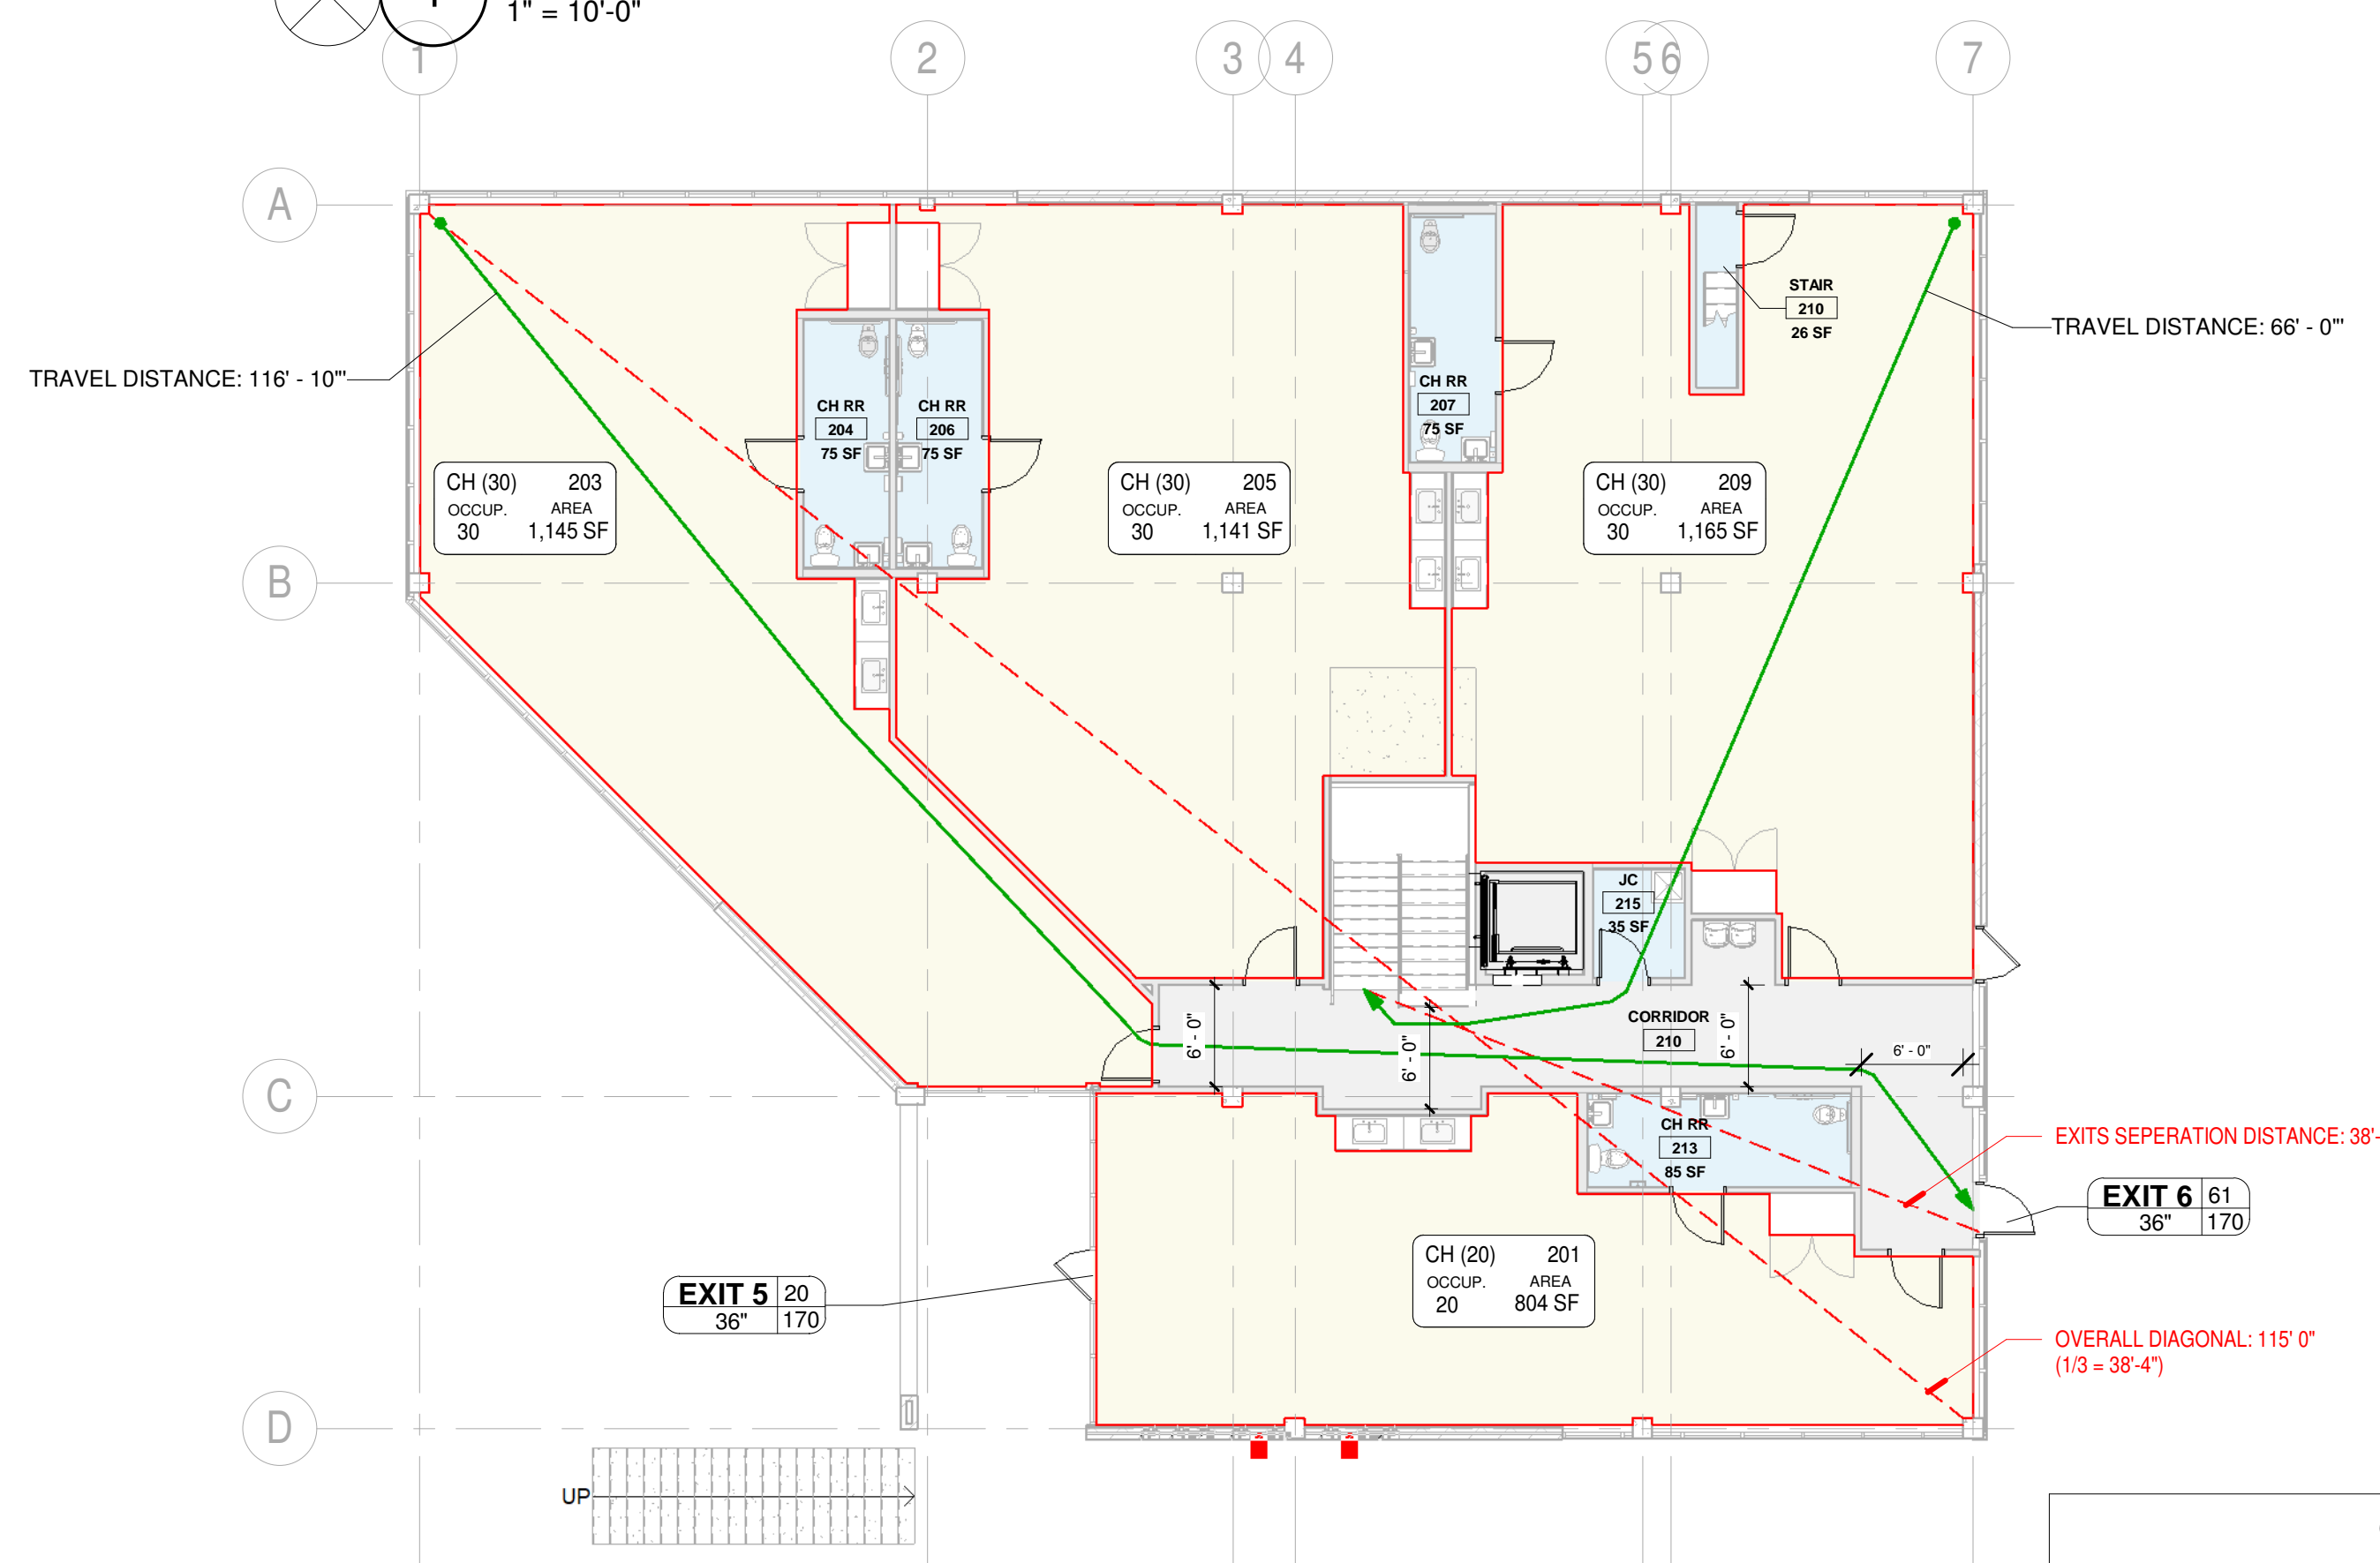 1" = 10'-0"
1
2
3
4
5
6
7
A
B
C
D
TRAVEL DISTANCE: 116' - 10"'
TRAVEL DISTANCE: 66' - 0"'
STAIR
210
26 SF
CH RR
204
75 SF
CH RR
206
75 SF
CH RR
207
75 SF
CH (30) 203
OCCUP. AREA
30 1,145 SF
CH (30) 205
OCCUP. AREA
30 1,141 SF
CH (30) 209
OCCUP. AREA
30 1,165 SF
JC
215
35 SF
CORRIDOR
210
6' - 0"
6' - 0"
6' - 0"
6' - 0"
CH RR
213
85 SF
EXITS SEPERATION DISTANCE: 38'-
EXIT 6 61
36" 170
CH (20) 201
OCCUP. AREA
20 804 SF
EXIT 5 20
36" 170
OVERALL DIAGONAL: 115' 0"
(1/3 = 38'-4")
UP